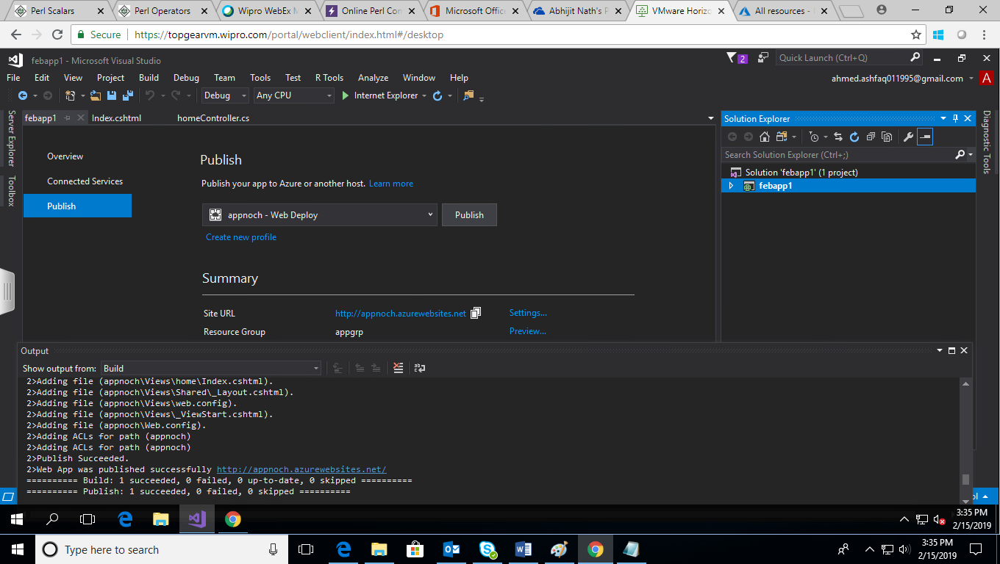 Perl Scalars
Perl Operators
Wipro WebEx M
Online Perl Con
Microsoft Office
Abhijit Nath's P
VMware Horizo
All resources -
Secure
https://topgearvm.wipro.com/portal/webclient/index.html#/desktop
febapp1 - Microsoft Visual Studio
2
Quick Launch (Ctrl+Q)
File Edit View Project Build Debug Team Tools Test R Tools Analyze Window Help
ahmed.ashfaq011995@gmail.com
A
Debug
Any CPU
Internet Explorer
Server Explorer
Toolbox
febapp1
Index.cshtml
homeController.cs
Overview
Connected Services
Publish
Publish
Publish your app to Azure or another host. Learn more
appnoch - Web Deploy
Publish
Create new profile
Summary
Site URL http://appnoch.azurewebsites.net Settings...
Resource Group appgrp Preview...
Solution Explorer
Search Solution Explorer (Ctrl+;)
Solution 'febapp1' (1 project)
febapp1
Diagnostic Tools
Output
Show output from: Build
2>Adding file (appnoch\Views\home\Index.cshtml).
2>Adding file (appnoch\Views\Shared\_Layout.cshtml).
2>Adding file (appnoch\Views\web.config).
2>Adding file (appnoch\Views\_ViewStart.cshtml).
2>Adding file (appnoch\Web.config).
2>Adding ACLs for path (appnoch)
2>Adding ACLs for path (appnoch)
2>Publish Succeeded.
2>Web App was published successfully http://appnoch.azurewebsites.net/
========== Build: 1 succeeded, 0 failed, 0 up-to-date, 0 skipped ==========
========== Publish: 1 succeeded, 0 failed, 0 skipped ==========
3:35 PM
2/15/2019
Type here to search
3:35 PM
2/15/2019